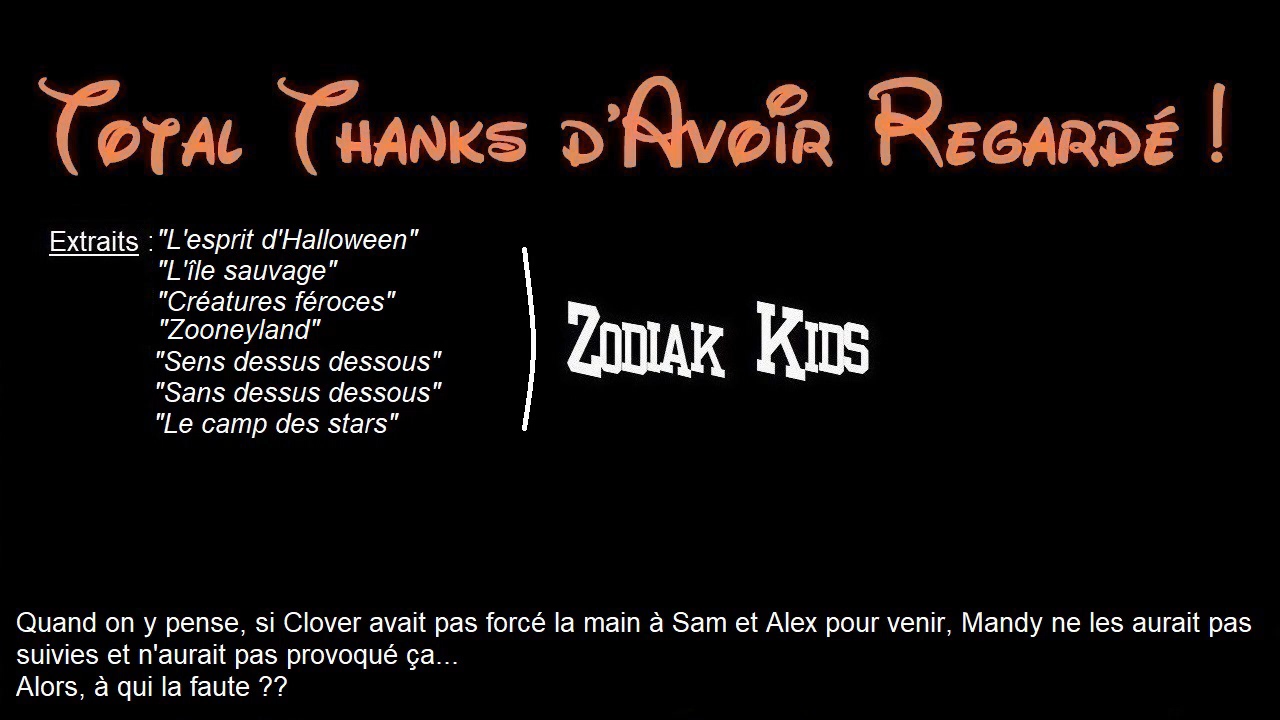 Total Thanks d'Avoir Regardé !
Extraits : "L'esprit d'Halloween"
"L'île sauvage"
"Créatures féroces"
"Zooneyland"
"Sens dessus dessous"
"Sans dessus dessous"
"Le camp des stars"
Zodiak Kids
Quand on y pense, si Clover avait pas forcé la main à Sam et Alex pour venir, Mandy ne les aurait pas
suivies et n'aurait pas provoqué ça...
Alors, à qui la faute ??